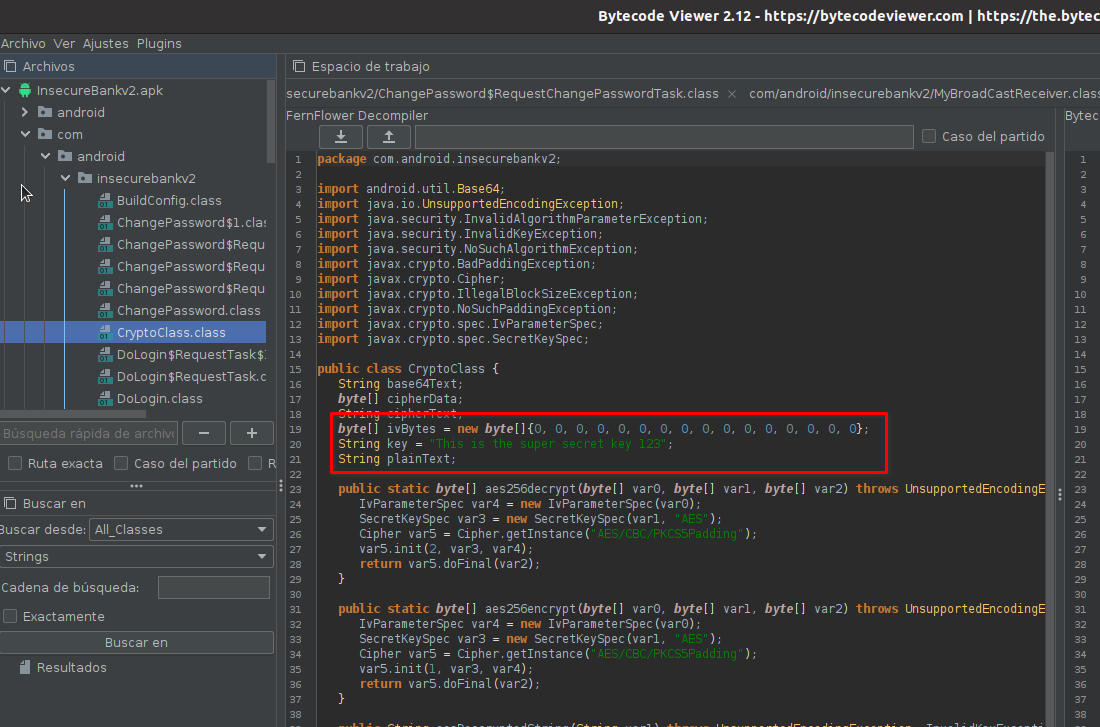 Bytecode Viewer 2.12 - https://bytecodeviewer.com | https://the.bytec
Archivo Ver Ajustes Plugins
Archivos
InsecureBankv2.apk
android
com
android
insecurebankv2
BuildConfig.class
ChangePassword$1.clas
ChangePassword$Requ
ChangePassword$Requ
ChangePassword$Requ
ChangePassword.class
CryptoClass.class
DoLogin$RequestTask$
DoLogin$RequestTask.c
DoLogin.class
Búsqueda rápida de archiv
− +
Ruta exacta Caso del partido R
Buscar en
Buscar desde: All_Classes
Strings
Cadena de búsqueda:
Exactamente
Buscar en
Resultados
Espacio de trabajo
securebankv2/ChangePassword$RequestChangePasswordTask.class × com/android/insecurebankv2/MyBroadCastReceiver.class
FernFlower Decompiler
Caso del partido
1 package com.android.insecurebankv2;
2
3 import android.util.Base64;
4 import java.io.UnsupportedEncodingException;
5 import java.security.InvalidAlgorithmParameterException;
6 import java.security.InvalidKeyException;
7 import java.security.NoSuchAlgorithmException;
8 import javax.crypto.BadPaddingException;
9 import javax.crypto.Cipher;
10 import javax.crypto.IllegalBlockSizeException;
11 import javax.crypto.NoSuchPaddingException;
12 import javax.crypto.spec.IvParameterSpec;
13 import javax.crypto.spec.SecretKeySpec;
14
15 public class CryptoClass {
16 String base64Text;
17 byte[] cipherData;
18 String cipherText;
19 byte[] ivBytes = new byte[]{0, 0, 0, 0, 0, 0, 0, 0, 0, 0, 0, 0, 0, 0, 0, 0};
20 String key = "This is the super secret key 123";
21 String plainText;
22
23 public static byte[] aes256decrypt(byte[] var0, byte[] var1, byte[] var2) throws UnsupportedEncodingE
24 IvParameterSpec var4 = new IvParameterSpec(var0);
25 SecretKeySpec var3 = new SecretKeySpec(var1, "AES");
26 Cipher var5 = Cipher.getInstance("AES/CBC/PKCS5Padding");
27 var5.init(2, var3, var4);
28 return var5.doFinal(var2);
29 }
30
31 public static byte[] aes256encrypt(byte[] var0, byte[] var1, byte[] var2) throws UnsupportedEncodingE
32 IvParameterSpec var4 = new IvParameterSpec(var0);
33 SecretKeySpec var3 = new SecretKeySpec(var1, "AES");
34 Cipher var5 = Cipher.getInstance("AES/CBC/PKCS5Padding");
35 var5.init(1, var3, var4);
36 return var5.doFinal(var2);
37 }
38
Bytec
1
2
3
4
5
6
7
8
9
10
11
12
13
14
15
16
17
18
19
20
21
22
23
24
25
26
27
28
29
30
31
32
33
34
35
36
37
38